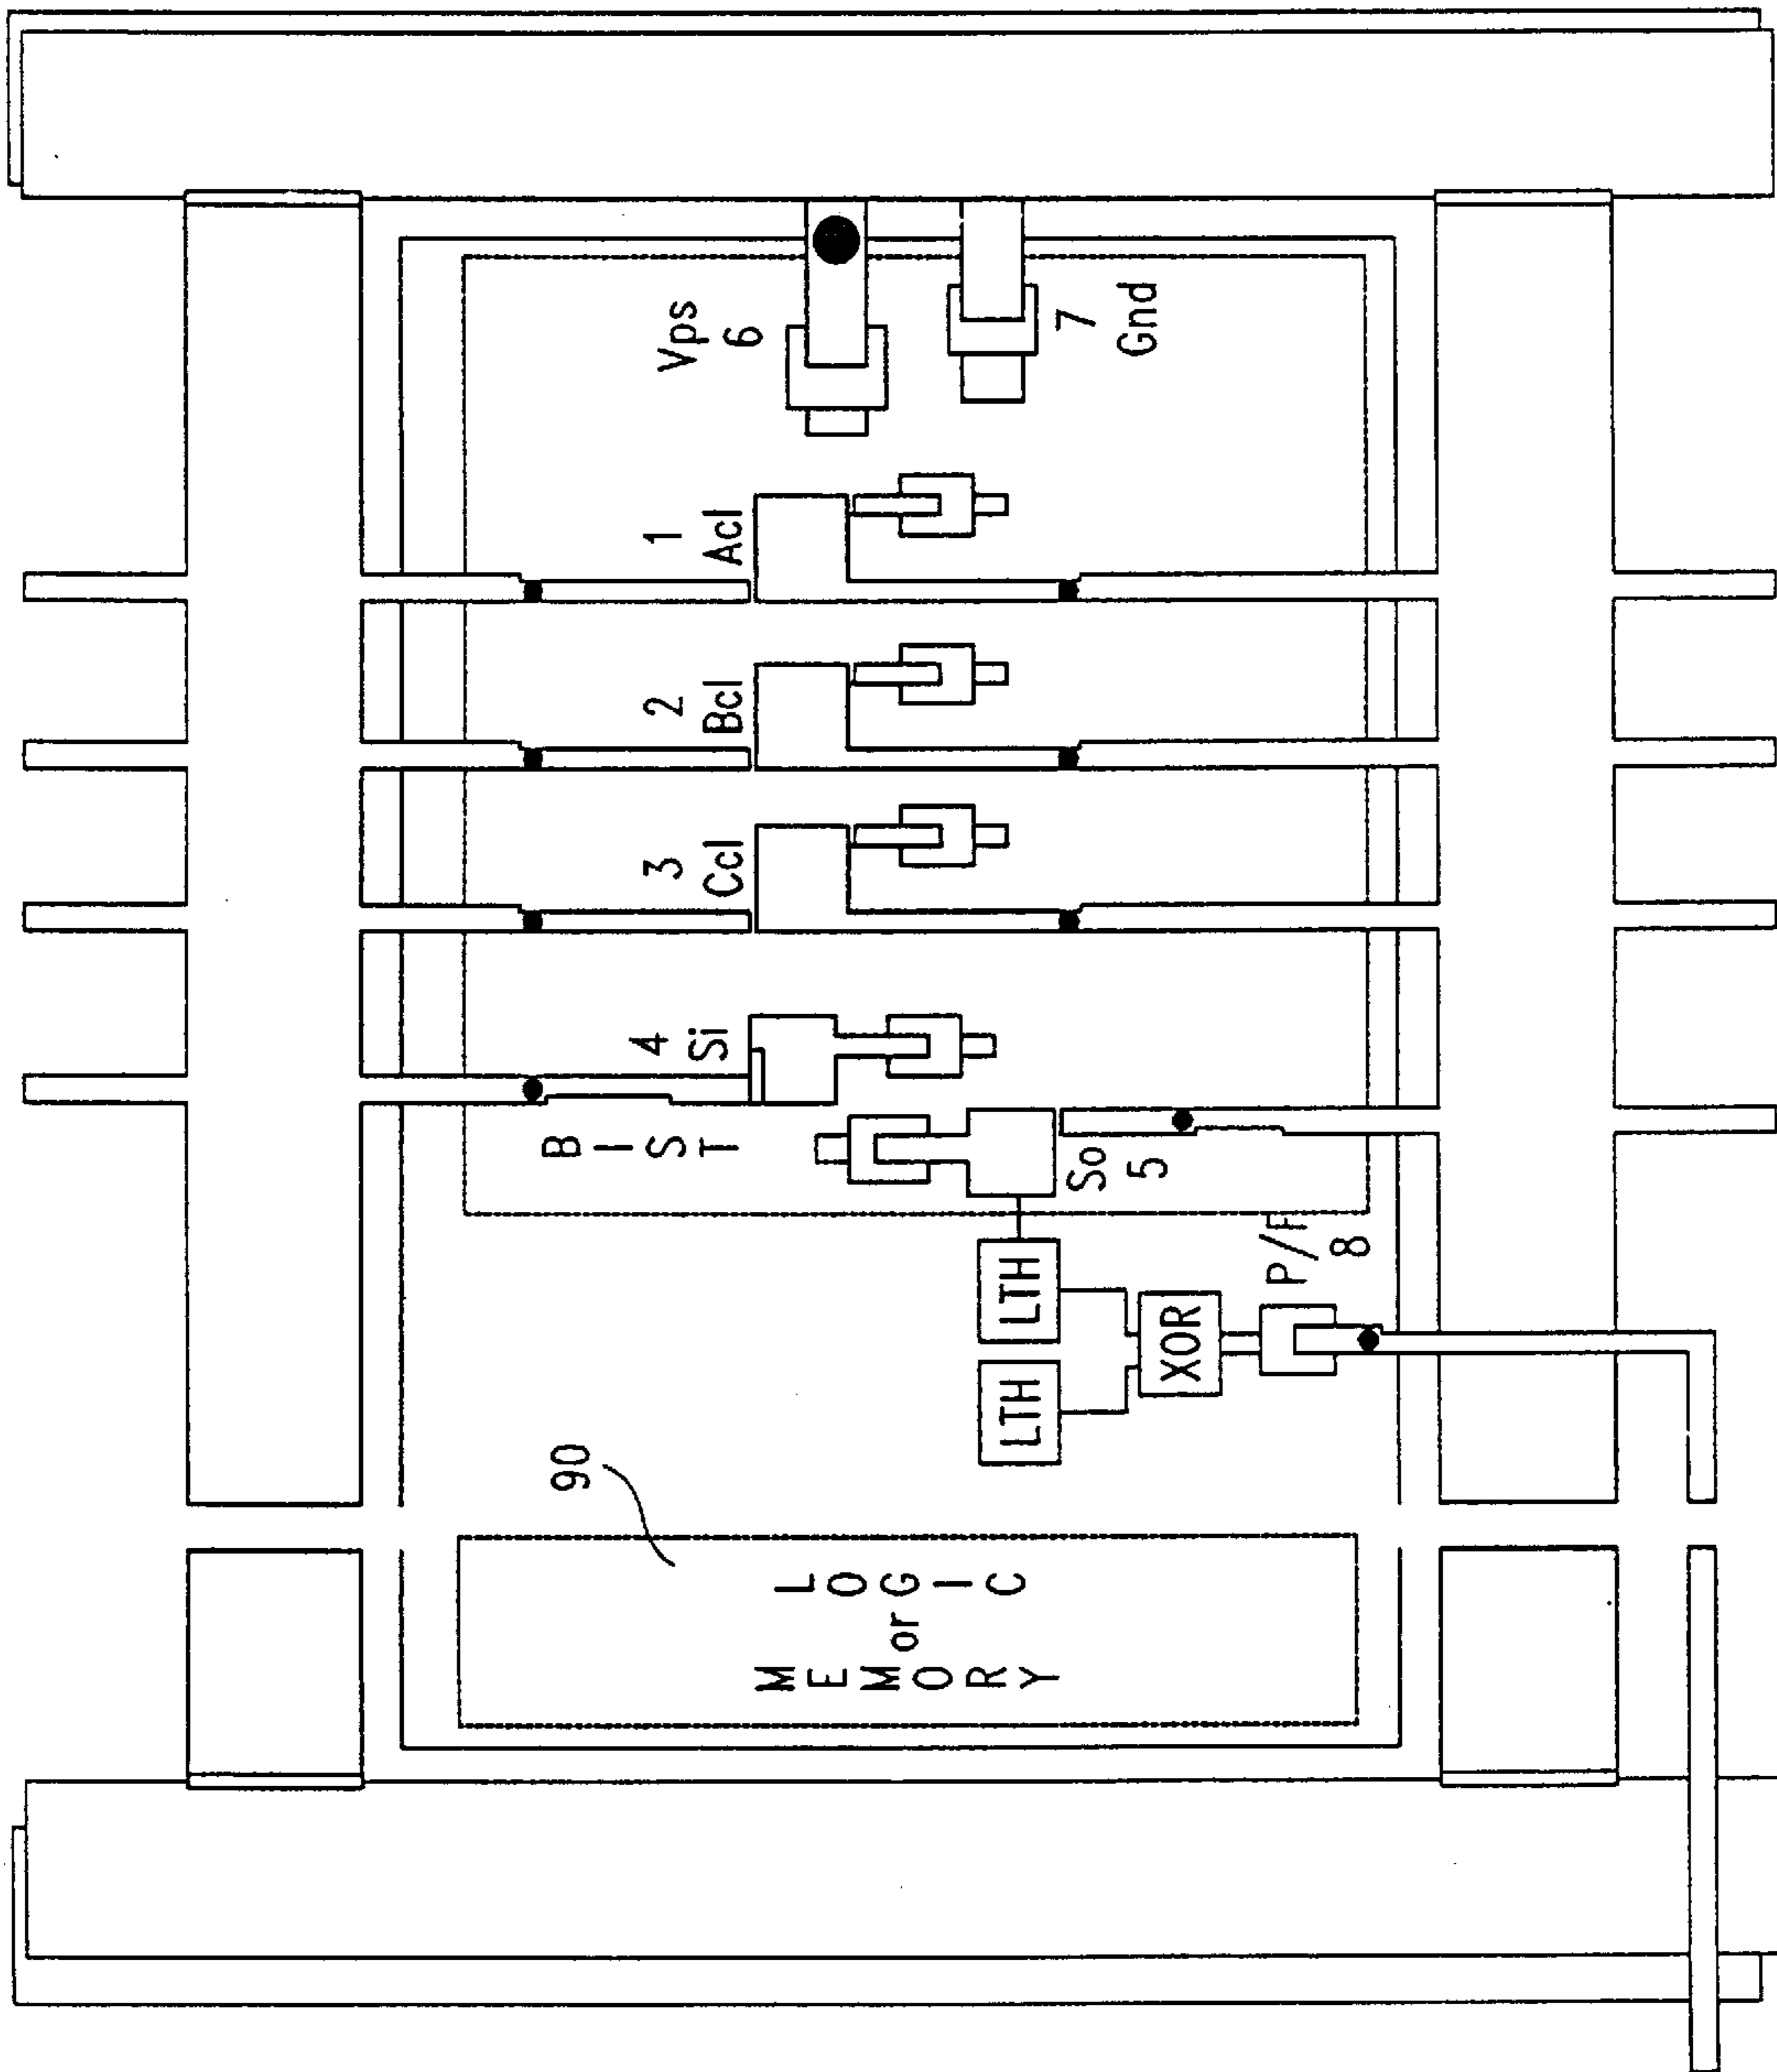 90
MEMORY
or
LOGIC
BIST
4
Si
3
Ccl
2
Bcl
1
Acl
Vps
6
7
Gnd
LTH
LTH
So
5
XOR
P/F
8